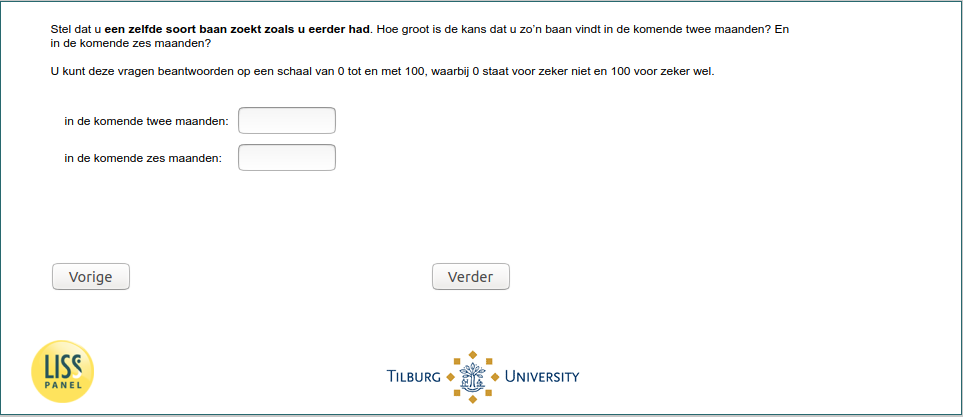 Stel dat u een zelfde soort baan zoekt zoals u eerder had. Hoe groot is de kans dat u zo’n baan vindt in de komende twee maanden? En
in de komende zes maanden?
U kunt deze vragen beantwoorden op een schaal van 0 tot en met 100, waarbij 0 staat voor zeker niet en 100 voor zeker wel.
in de komende twee maanden:
in de komende zes maanden:
Vorige
Verder
LISS
PANEL
TILBURG UNIVERSITY